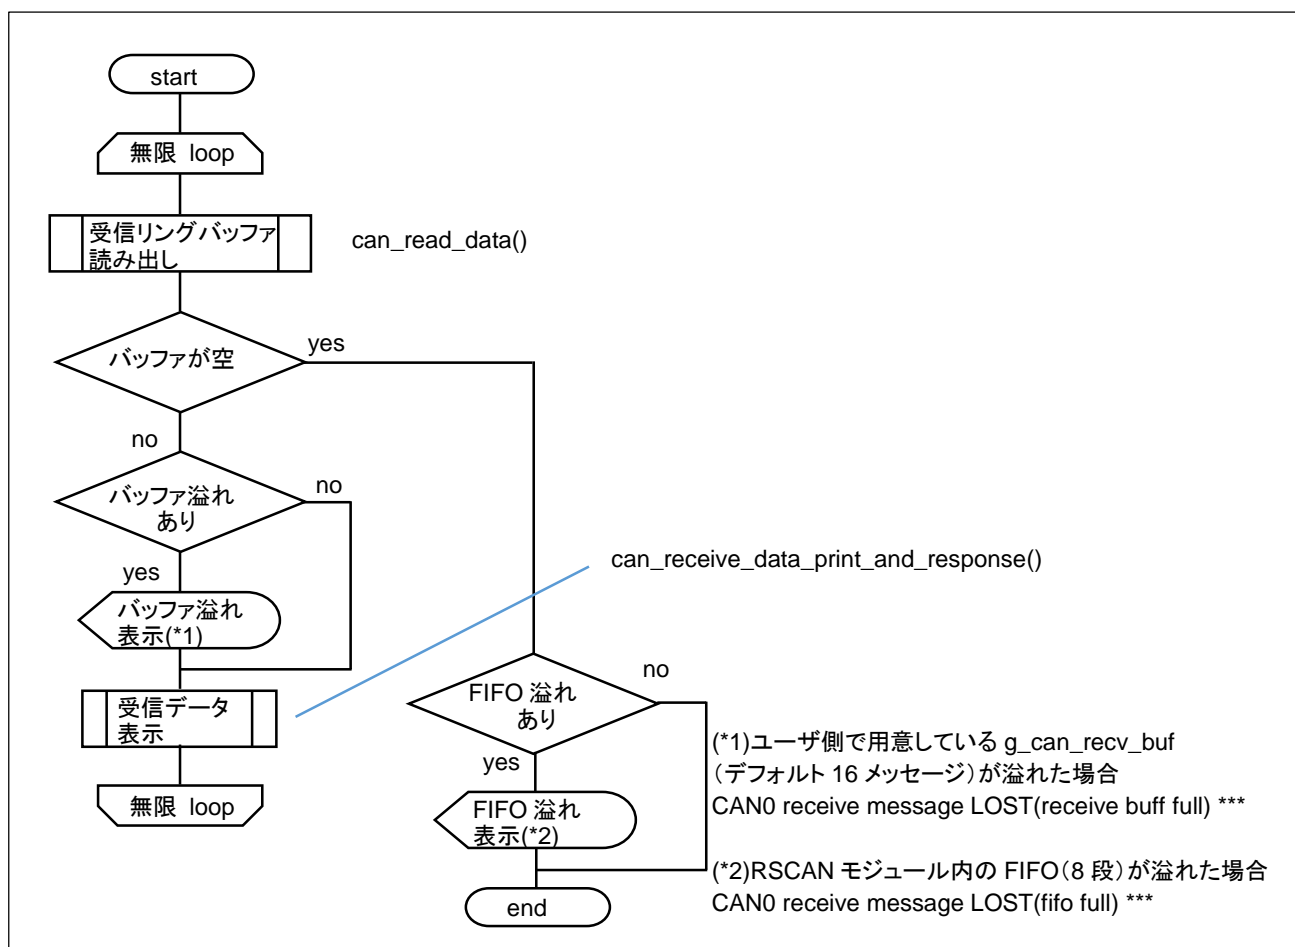 start
無限 loop
受信リングバッファ
読み出し
can_read_data()
バッファが空
yes
no
バッファ溢れ
あり
no
yes
バッファ溢れ
表示(*1)
can_receive_data_print_and_response()
受信データ
表示
無限 loop
FIFO 溢れ
あり
no
yes
FIFO 溢れ
表示(*2)
end
(*1)ユーザ側で用意している g_can_recv_buf
（デフォルト 16 メッセージ）が溢れた場合
CAN0 receive message LOST(receive buff full) ***
(*2)RSCAN モジュール内の FIFO（8 段）が溢れた場合
CAN0 receive message LOST(fifo full) ***